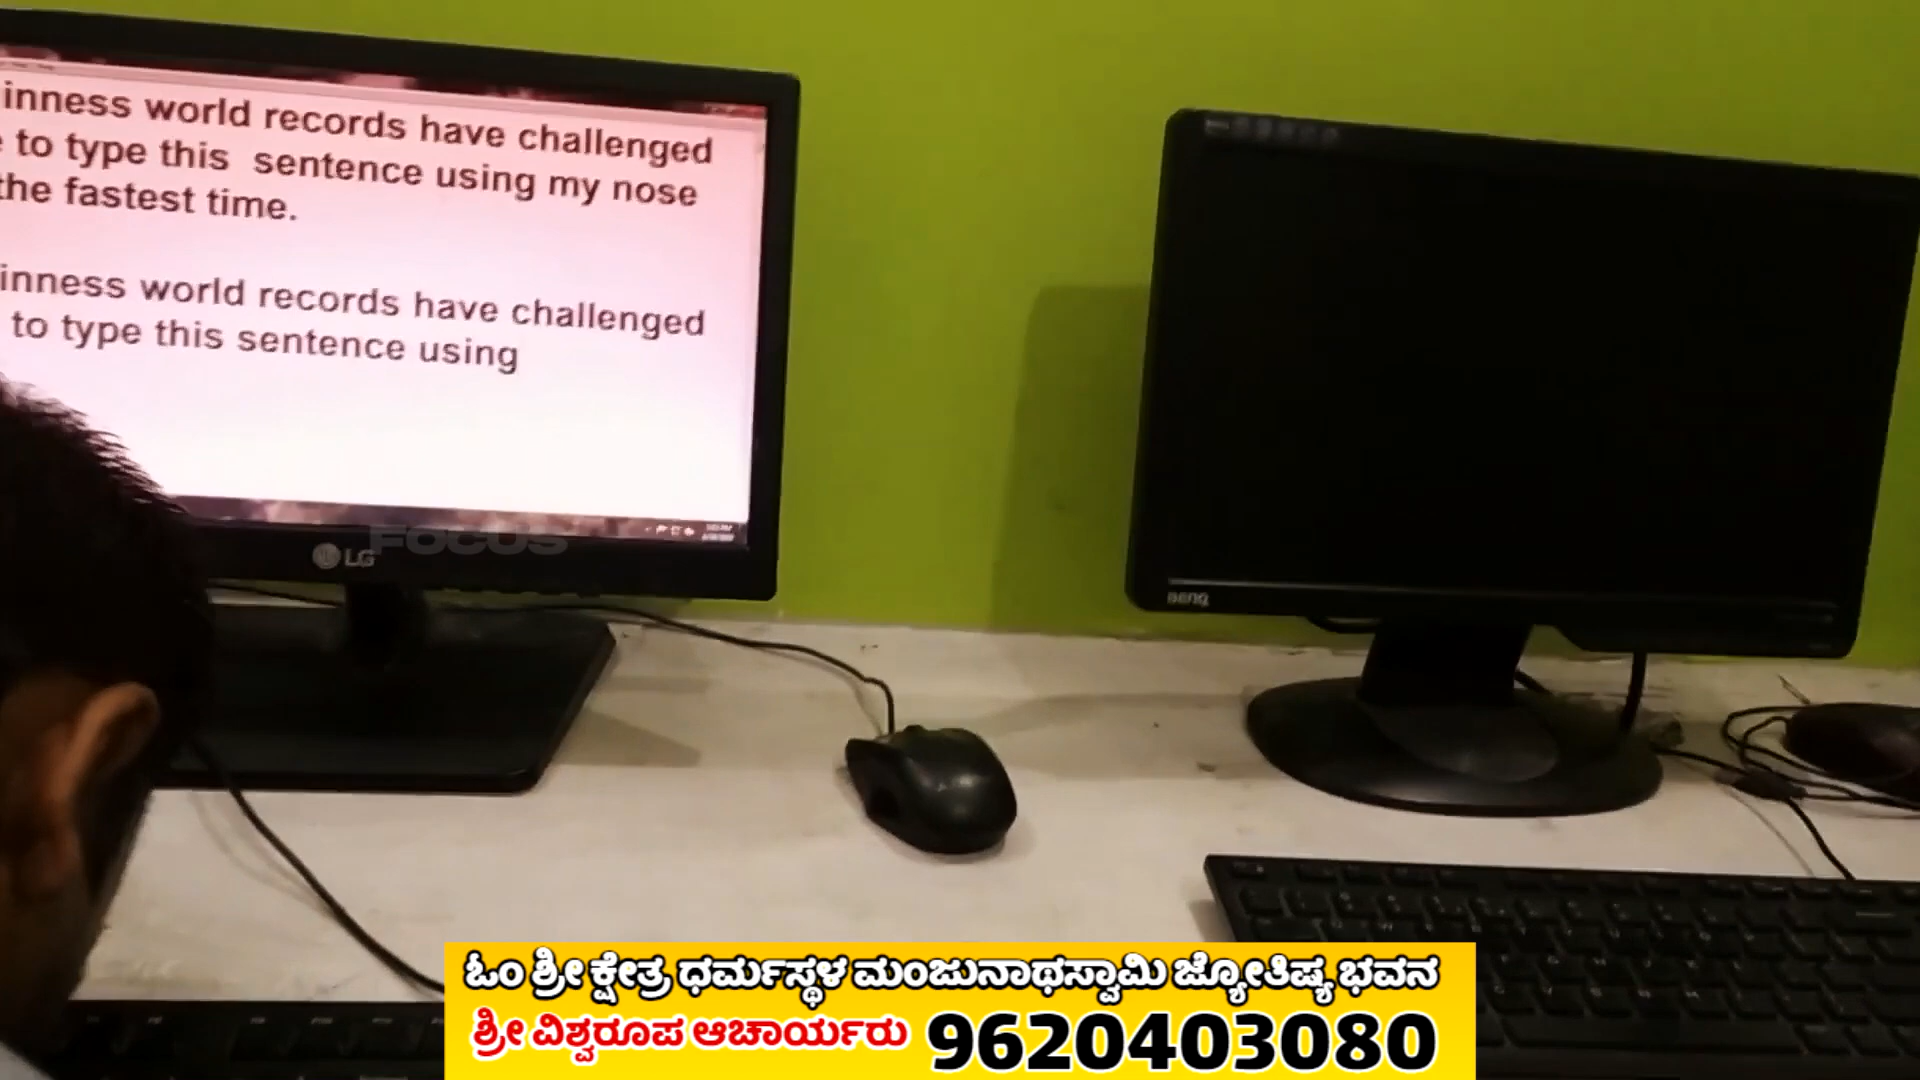 inness world records have challenged
to type this sentence using my nose
the fastest time.
inness world records have challenged
to type this sentence using
FOCUS
LG
BenQ
ಓಂ ಶ್ರೀ ಕ್ಷೇತ್ರ ಧರ್ಮಸ್ಥಳ ಮಂಜುನಾಥಸ್ವಾಮಿ ಜ್ಯೋತಿಷ್ಯ ಭವನ
ಶ್ರೀ ವಿಶ್ವರೂಪ ಆಚಾರ್ಯರು 9620403080